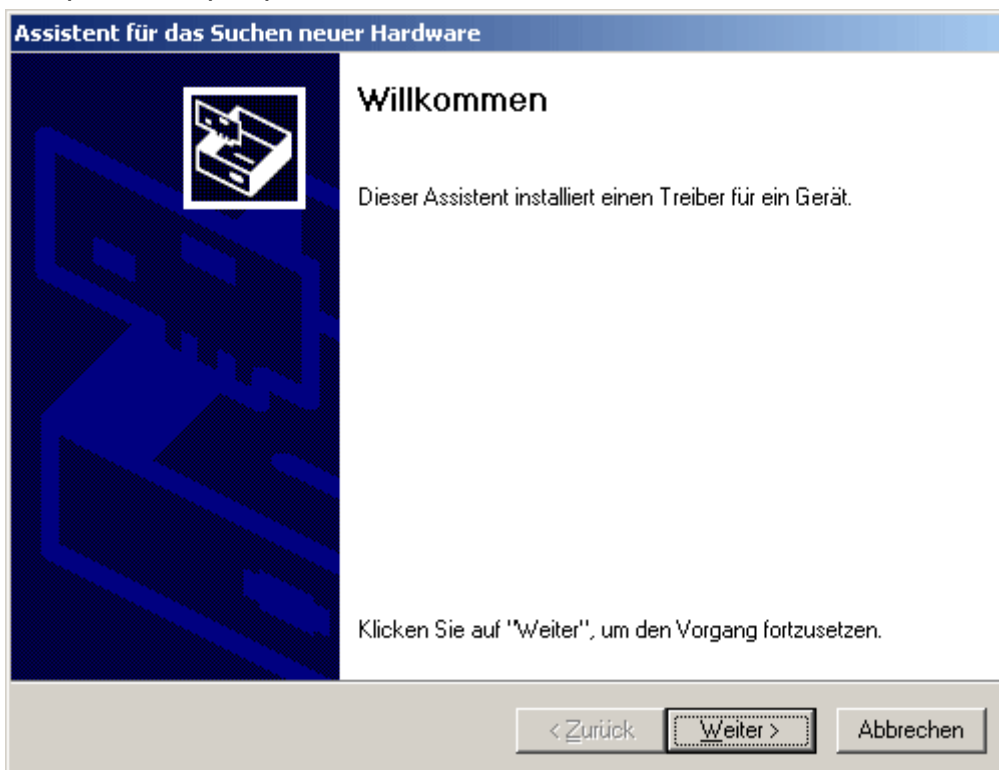 Assistent für das Suchen neuer Hardware
Willkommen
Dieser Assistent installiert einen Treiber für ein Gerät.
Klicken Sie auf "Weiter", um den Vorgang fortzusetzen.
< Zurück Weiter > Abbrechen